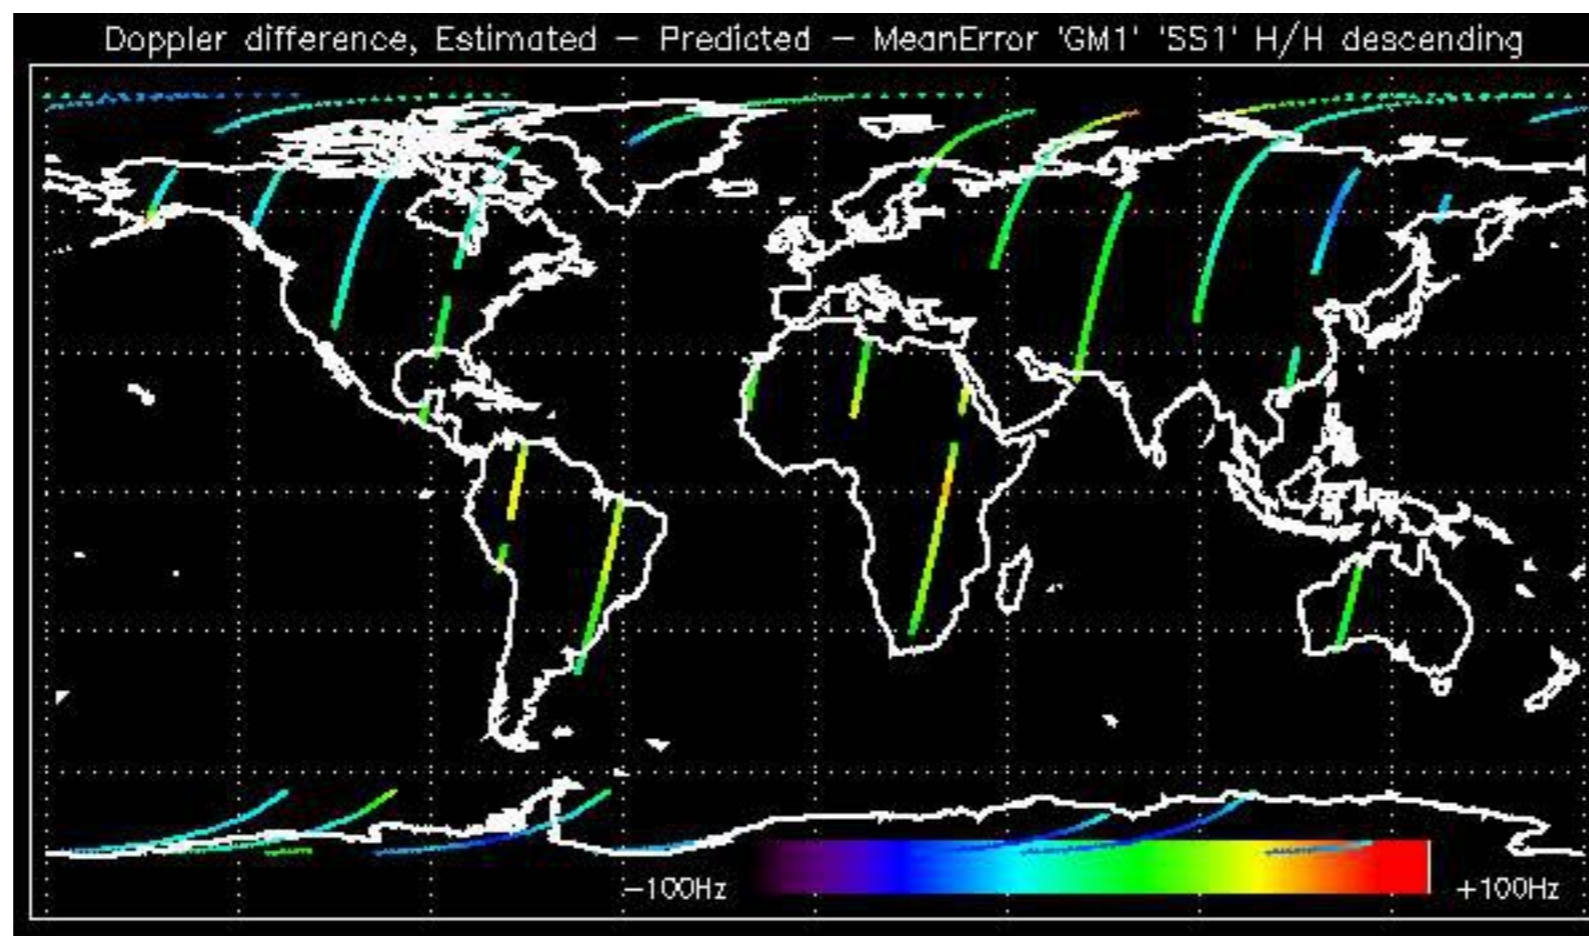 Doppler difference, Estimated – Predicted – MeanError 'GM1' 'SS1' H/H descending
–100Hz +100Hz